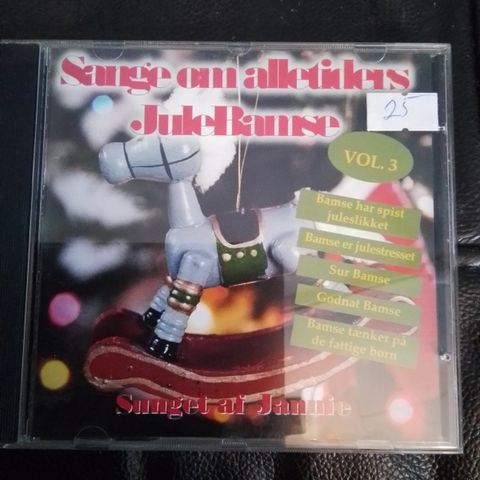 Sange om alletiders
JuleBamse
25
VOL. 3
Bamse har spist
juleslikket
Bamse er julestresset
Sur Bamse
Godnat Bamse
Bamse tænker på
de fattige børn
Sunget af Jannie